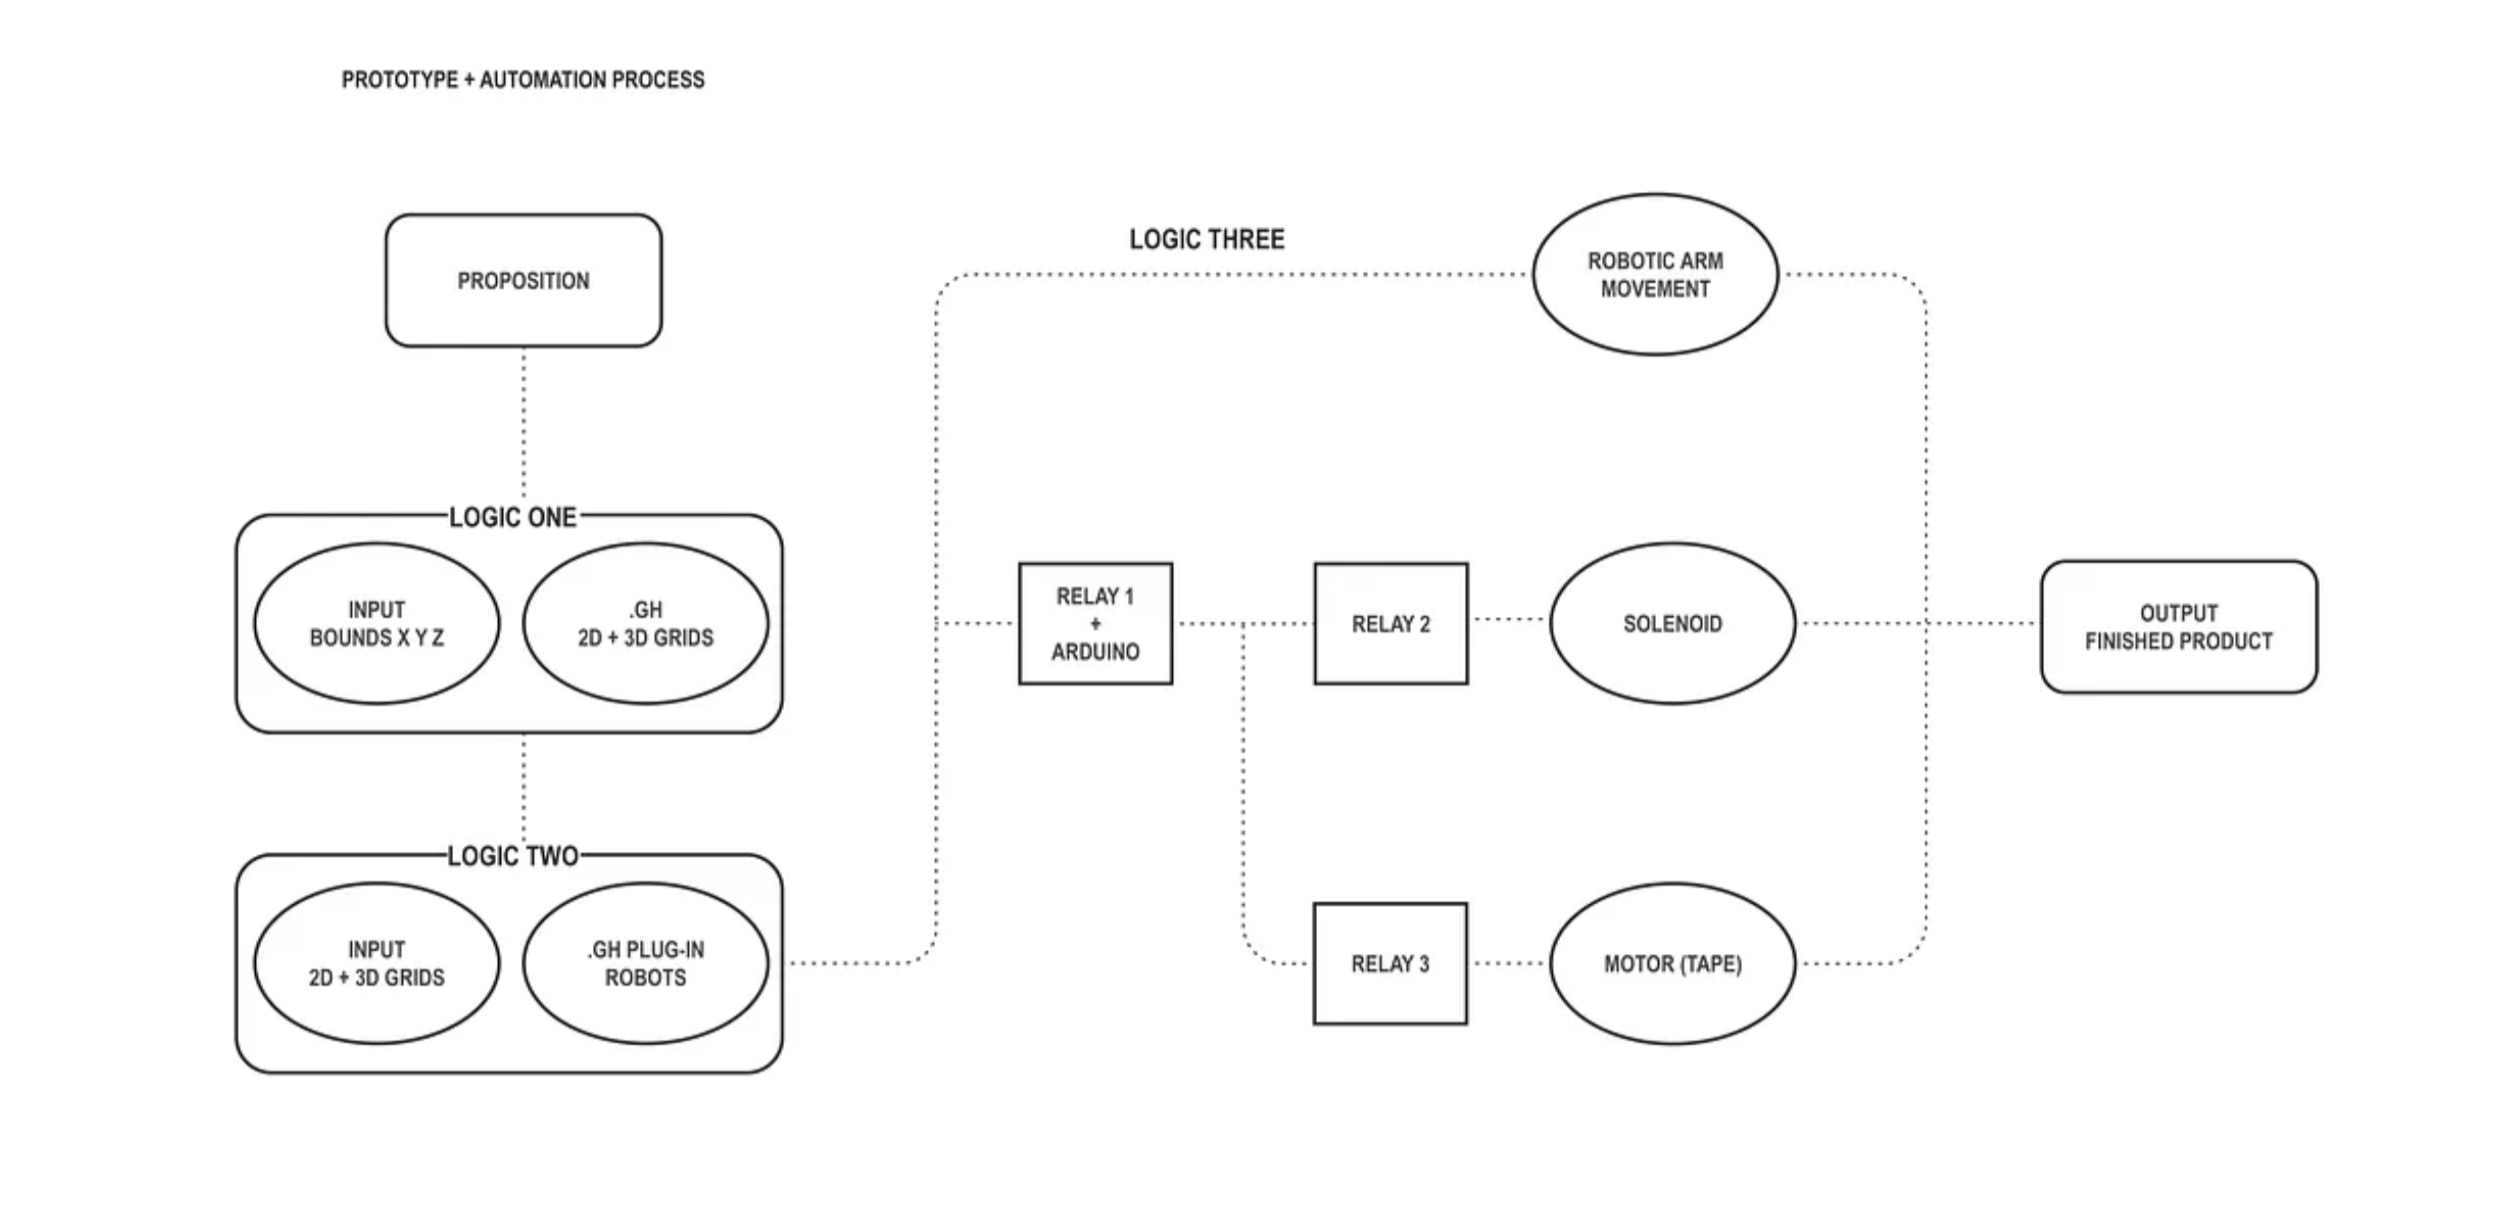 PROTOTYPE + AUTOMATION PROCESS
PROPOSITION
LOGIC ONE
INPUT
BOUNDS X Y Z
.GH
2D + 3D GRIDS
LOGIC TWO
INPUT
2D + 3D GRIDS
.GH PLUG-IN
ROBOTS
LOGIC THREE
ROBOTIC ARM
MOVEMENT
RELAY 1
+
ARDUINO
RELAY 2
SOLENOID
RELAY 3
MOTOR (TAPE)
OUTPUT
FINISHED PRODUCT